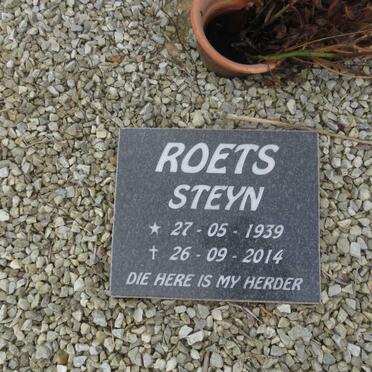 ROETS
STEYN
★ 27 - 05 - 1939
✝ 26 - 09 - 2014
DIE HERE IS MY HERDER